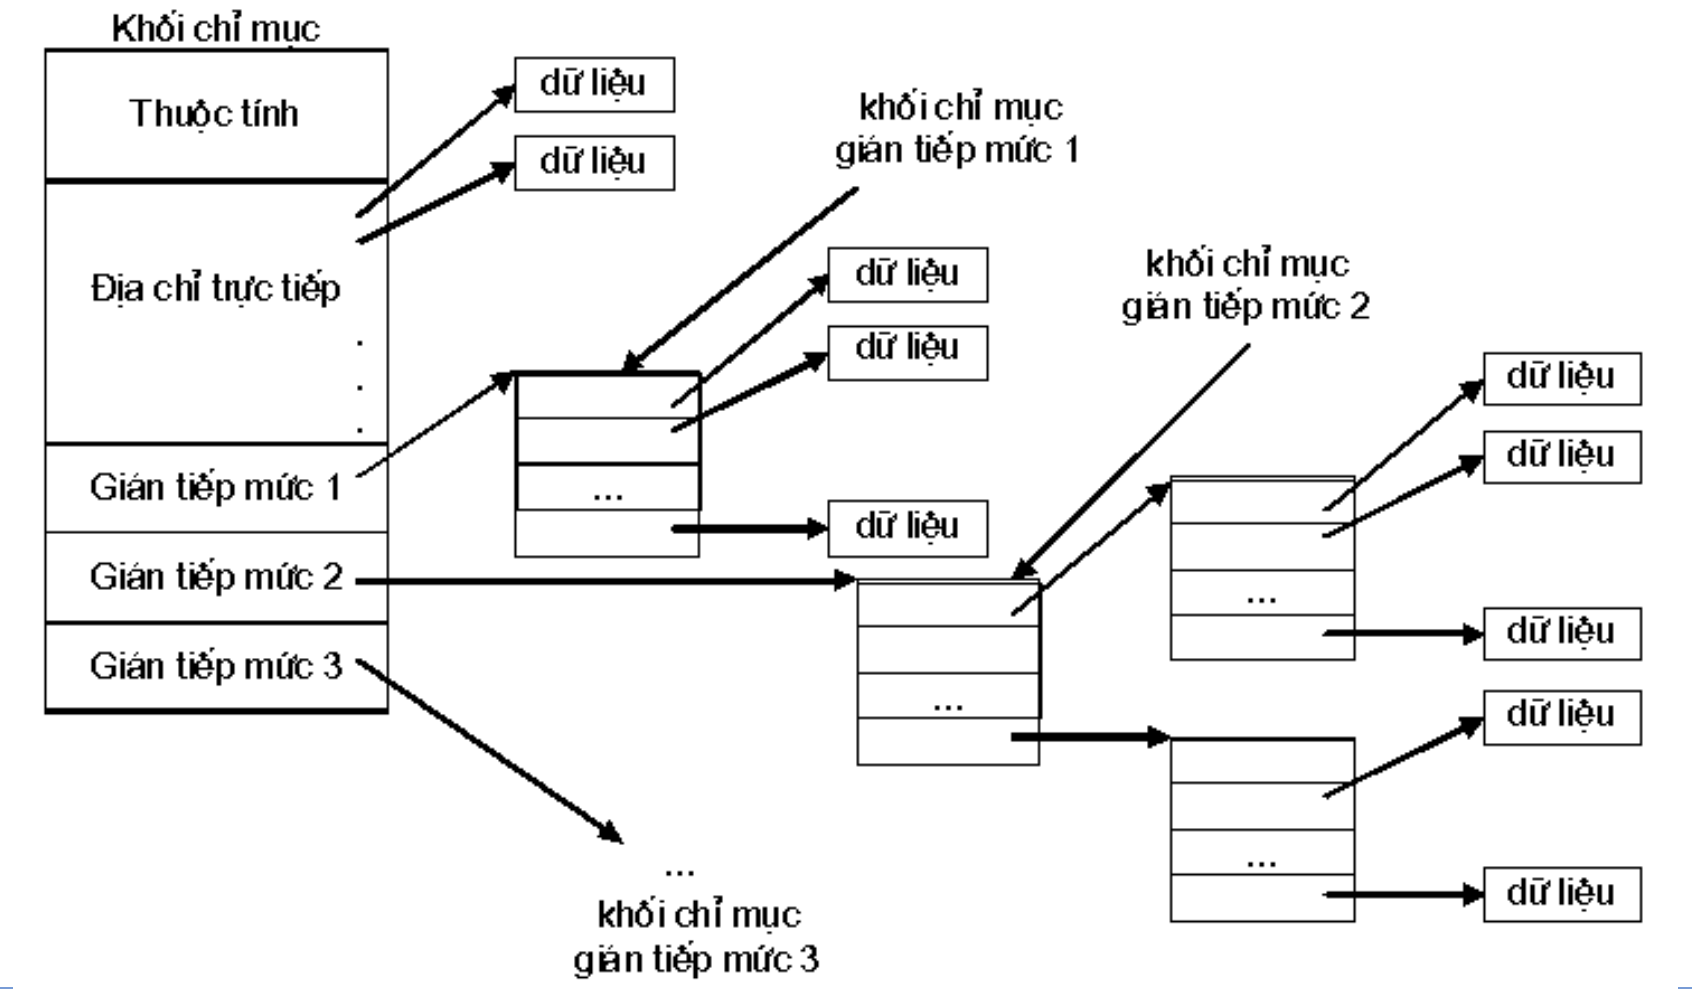 Khối chỉ mục
Thuộc tính
Địa chỉ trực tiếp
.
.
.
Gián tiếp mức 1
Gián tiếp mức 2
Gián tiếp mức 3
dữ liệu
dữ liệu
khối chỉ mục
gián tiếp mức 1
dữ liệu
dữ liệu
...
dữ liệu
khối chỉ mục
gián tiếp mức 2
...
dữ liệu
dữ liệu
...
dữ liệu
dữ liệu
...
dữ liệu
...
khối chỉ mục
gián tiếp mức 3